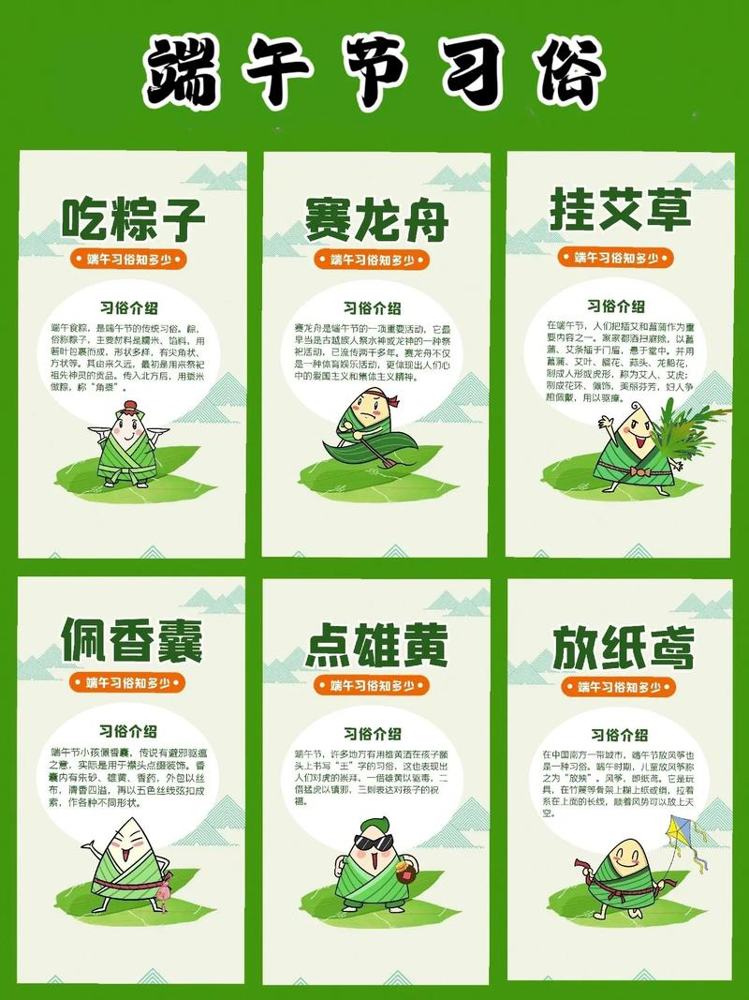 端午节习俗
吃粽子
端午习俗知多少
习俗介绍
端午食粽，是端午节的传统习俗。粽，
俗称粽子，主要材料是糯米、馅料，用
箬叶包裹而成，形状多样，有尖角状、
方状等。其由来久远，最初是用来祭祀
祖先神灵的贡品。传入北方后，用黍米
做粽，称“角黍”。
赛龙舟
端午习俗知多少
习俗介绍
赛龙舟是端午节的一项重要活动，它最
早当是古越族人祭水神或龙神的一种祭
祀活动，已流传两千多年。赛龙舟不仅
是一种体育娱乐活动，更体现出人们心
中的爱国主义和集体主义精神。
挂艾草
端午习俗知多少
习俗介绍
在端午节，人们把插艾和菖蒲作为重
要内容之一。家家都洒扫庭除，以菖
蒲、艾条插于门眉，悬于堂中。并用
菖蒲、艾叶、榴花、蒜头、龙船花，
制成人形或虎形，称为艾人、艾虎；
制成花环、佩饰，美丽芬芳，妇人争
相佩戴，用以驱瘴。
佩香囊
端午习俗知多少
习俗介绍
端午节小孩佩香囊，传说有避邪驱瘟
之意，实际是用于襟头点缀装饰。香
囊内有朱砂、雄黄、香药，外包以丝
布，清香四溢，再以五色丝线弦扣成
索，作各种不同形状。
点雄黄
端午习俗知多少
习俗介绍
端午节，许多地方有用雄黄酒在孩子额
头上书写“王”字的习俗，这也表现出
人们对虎的崇拜，一借雄黄以驱毒，二
借猛虎以镇邪，三则表达对孩子的祝
福。
放纸鸢
端午习俗知多少
习俗介绍
在中国南方一带城市，端午节放风筝也
是一种习俗。端午时期，儿童放风筝称
之为“放殃”。风筝，即纸鸢。它是玩
具，在竹篾等骨架上糊上纸或绢，拉着
系在上面的长线，顺着风势可以放上天
空。